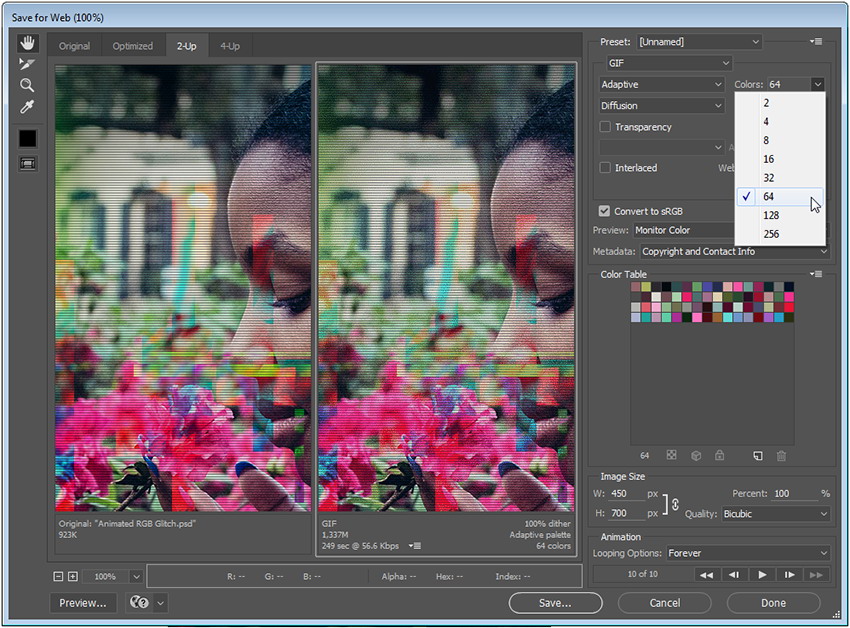 Save for Web (100%)
Original Optimized 2-Up 4-Up
Original: "Animated RGB Glitch.psd"
923K
GIF
1,337M
249 sec @ 56.6 Kbps
100% dither
Adaptive palette
64 colors
100% R: -- G: -- B: -- Alpha: -- Hex: -- Index: --
Preview... Save... Cancel Done
Preset: [Unnamed]
GIF
Adaptive Colors: 64
Diffusion
Transparency
Interlaced Web
2
4
8
16
32
64
128
256
Convert to sRGB
Preview: Monitor Color
Metadata: Copyright and Contact Info
Color Table
64
Image Size
W: 450 px Percent: 100 %
H: 700 px Quality: Bicubic
Animation
Looping Options: Forever
10 of 10